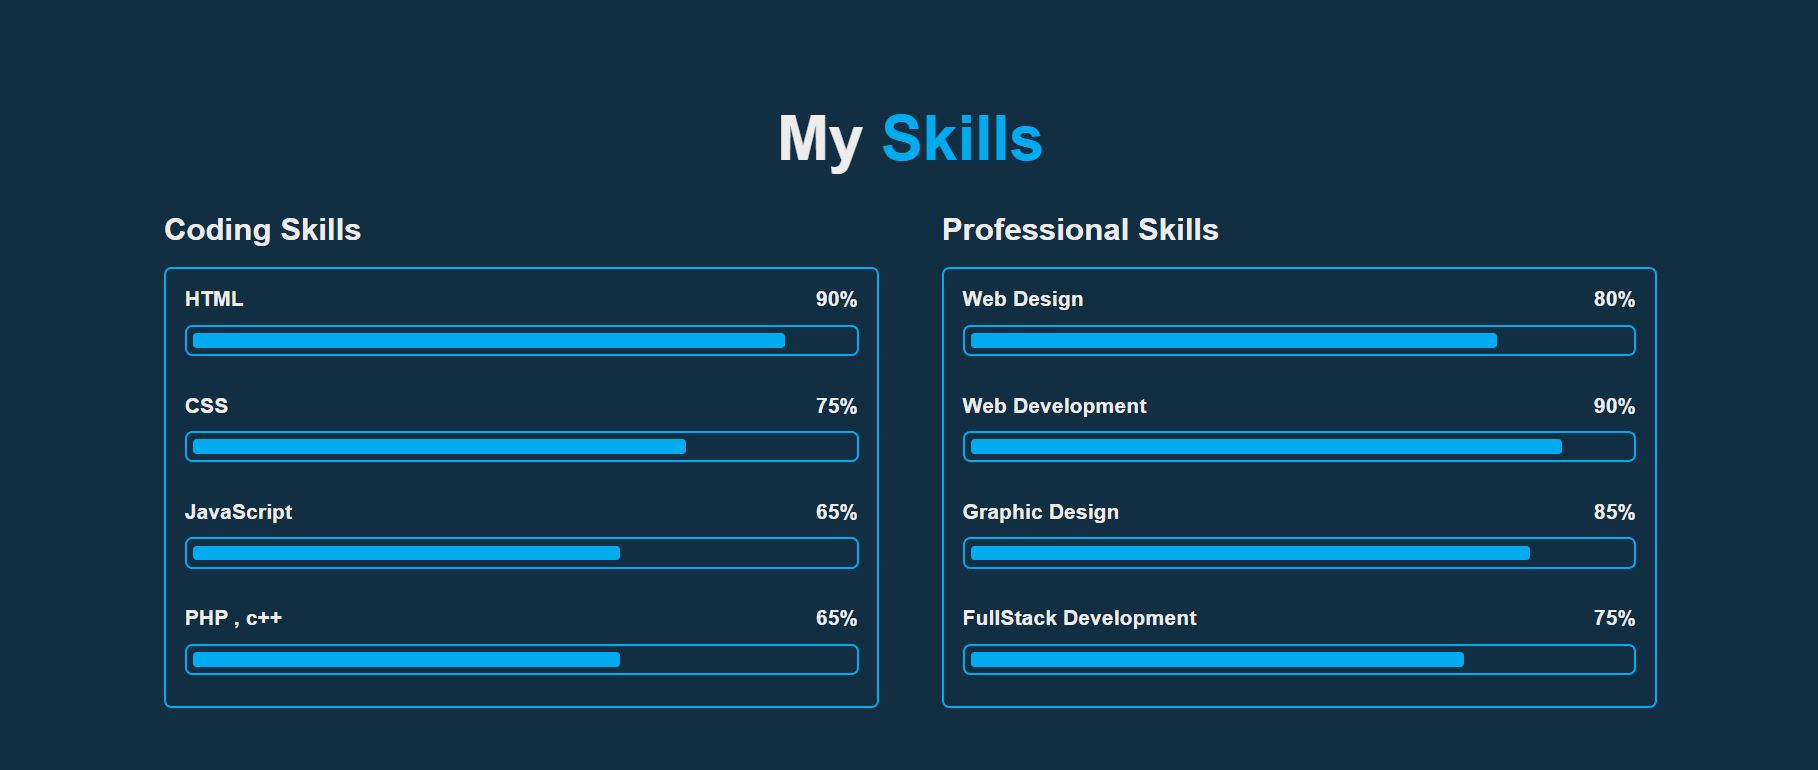 My Skills
Coding Skills
HTML 90%
CSS 75%
JavaScript 65%
PHP , c++ 65%
Professional Skills
Web Design 80%
Web Development 90%
Graphic Design 85%
FullStack Development 75%